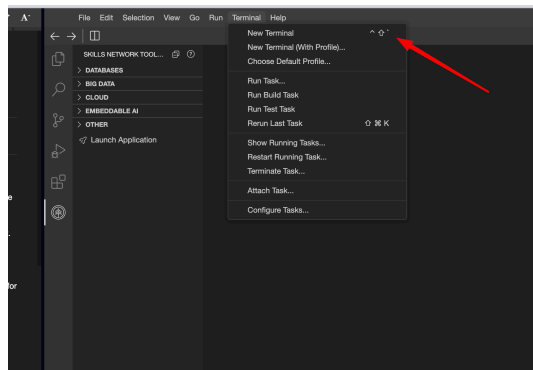 A-
File Edit Selection View Go Run Terminal Help
SKILLS NETWORK TOOL...
DATABASES
BIG DATA
CLOUD
EMBEDDABLE AI
OTHER
Launch Application
New Terminal ^ ⇧ `
New Terminal (With Profile)...
Choose Default Profile...
Run Task...
Run Build Task
Run Test Task
Rerun Last Task ⇧ ⌘ K
Show Running Tasks...
Restart Running Task...
Terminate Task...
Attach Task...
Configure Tasks...